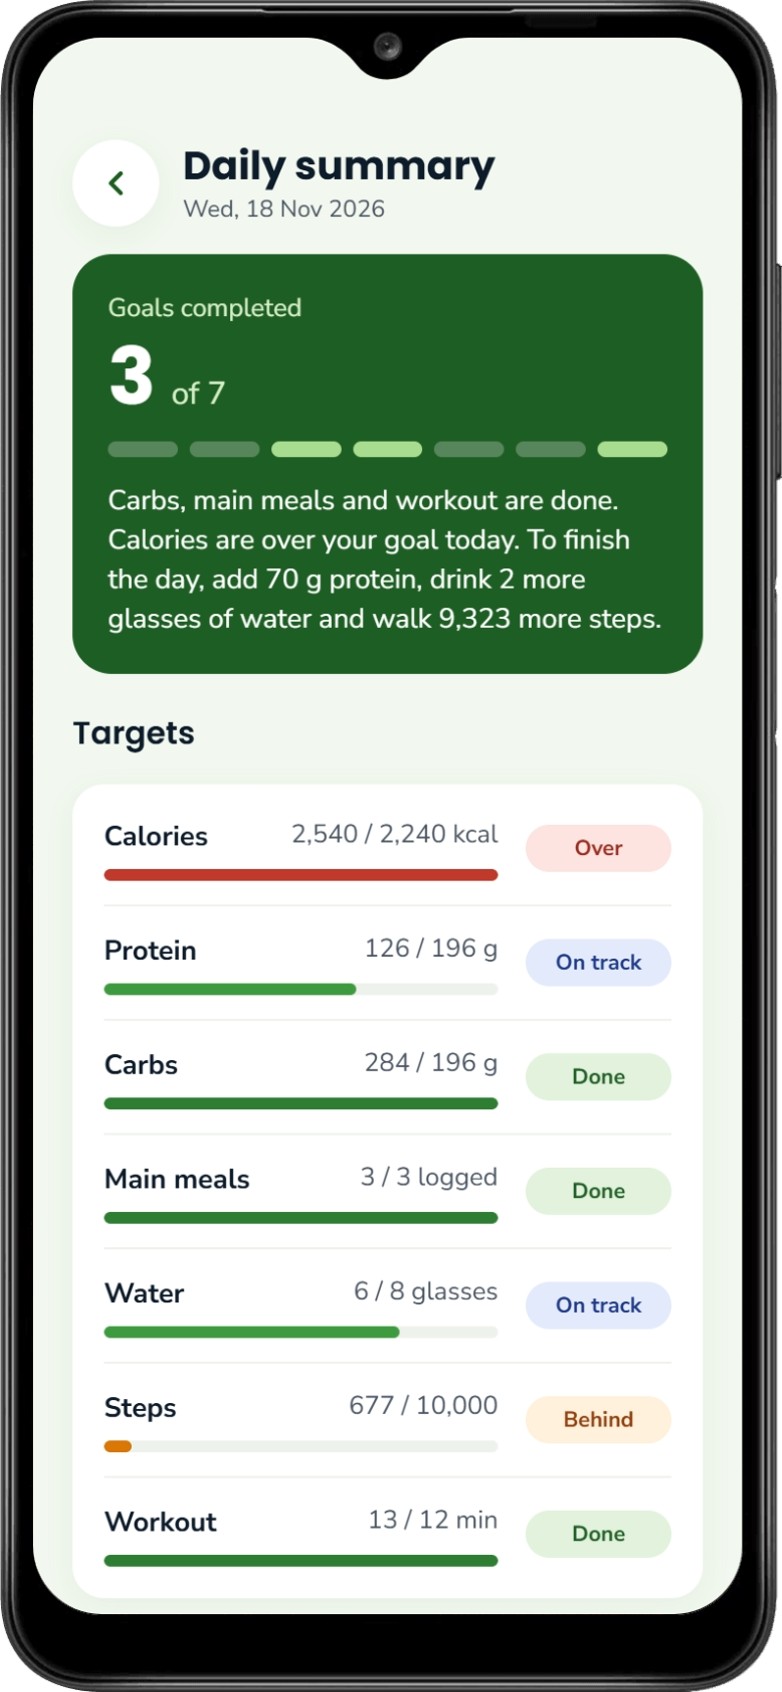 Daily summary
Wed, 18 Nov 2026
Goals completed
3 of 7
Carbs, main meals and workout are done.
Calories are over your goal today. To finish
the day, add 70 g protein, drink 2 more
glasses of water and walk 9,323 more steps.
Targets
Calories 2,540 / 2,240 kcal Over
Protein 126 / 196 g On track
Carbs 284 / 196 g Done
Main meals 3 / 3 logged Done
Water 6 / 8 glasses On track
Steps 677 / 10,000 Behind
Workout 13 / 12 min Done